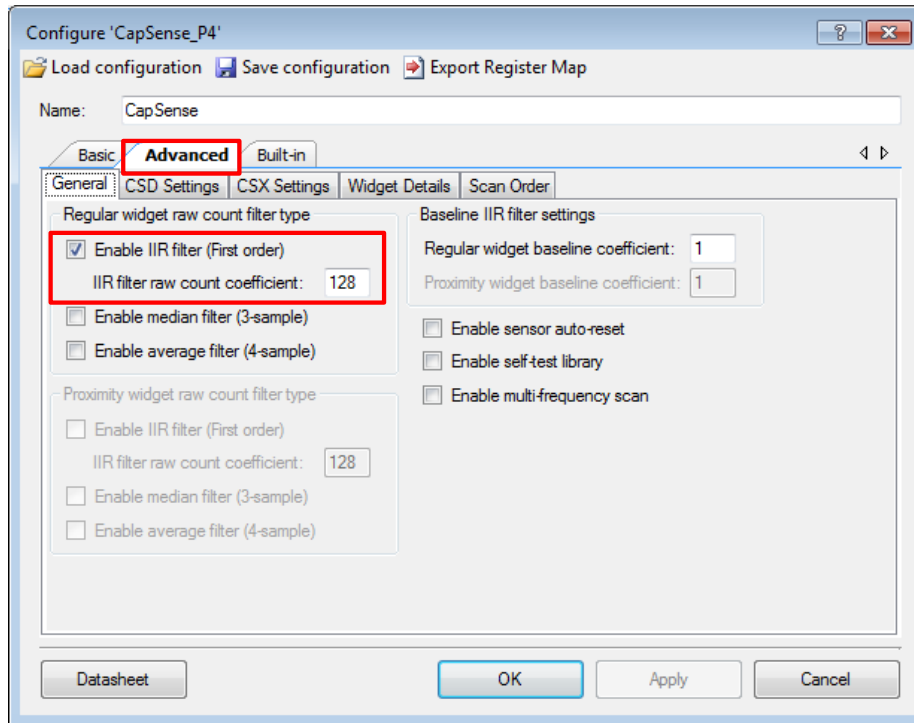 Configure 'CapSense_P4'
Load configuration Save configuration Export Register Map
Name: CapSense
Basic Advanced Built-in
General CSD Settings CSX Settings Widget Details Scan Order
Regular widget raw count filter type
Enable IIR filter (First order)
IIR filter raw count coefficient: 128
Enable median filter (3-sample)
Enable average filter (4-sample)
Proximity widget raw count filter type
Enable IIR filter (First order)
IIR filter raw count coefficient: 128
Enable median filter (3-sample)
Enable average filter (4-sample)
Baseline IIR filter settings
Regular widget baseline coefficient: 1
Proximity widget baseline coefficient: 1
Enable sensor auto-reset
Enable self-test library
Enable multi-frequency scan
Datasheet OK Apply Cancel